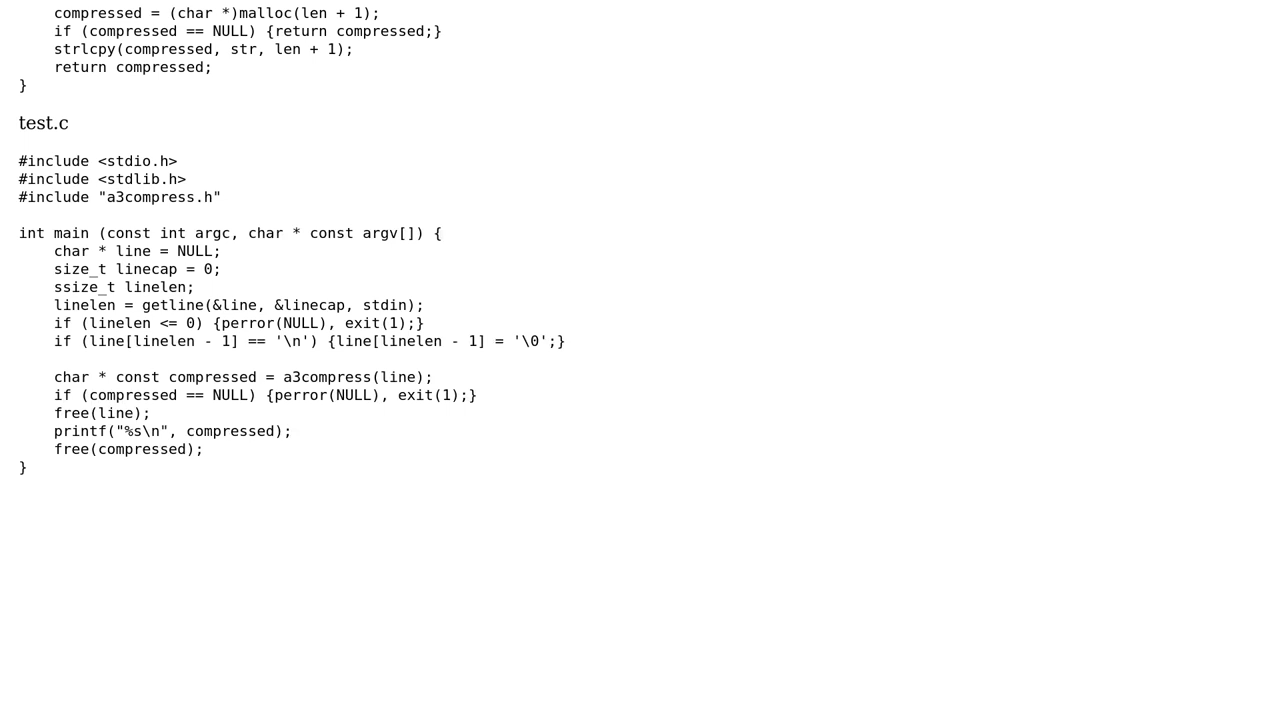 compressed = (char *)malloc(len + 1);
    if (compressed == NULL) {return compressed;}
    strlcpy(compressed, str, len + 1);
    return compressed;
}
test.c
#include <stdio.h>
#include <stdlib.h>
#include "a3compress.h"
int main (const int argc, char * const argv[]) {
    char * line = NULL;
    size_t linecap = 0;
    ssize_t linelen;
    linelen = getline(&line, &linecap, stdin);
    if (linelen <= 0) {perror(NULL), exit(1);}
    if (line[linelen - 1] == '\n') {line[linelen - 1] = '\0';}
    char * const compressed = a3compress(line);
    if (compressed == NULL) {perror(NULL), exit(1);}
    free(line);
    printf("%s\n", compressed);
    free(compressed);
}